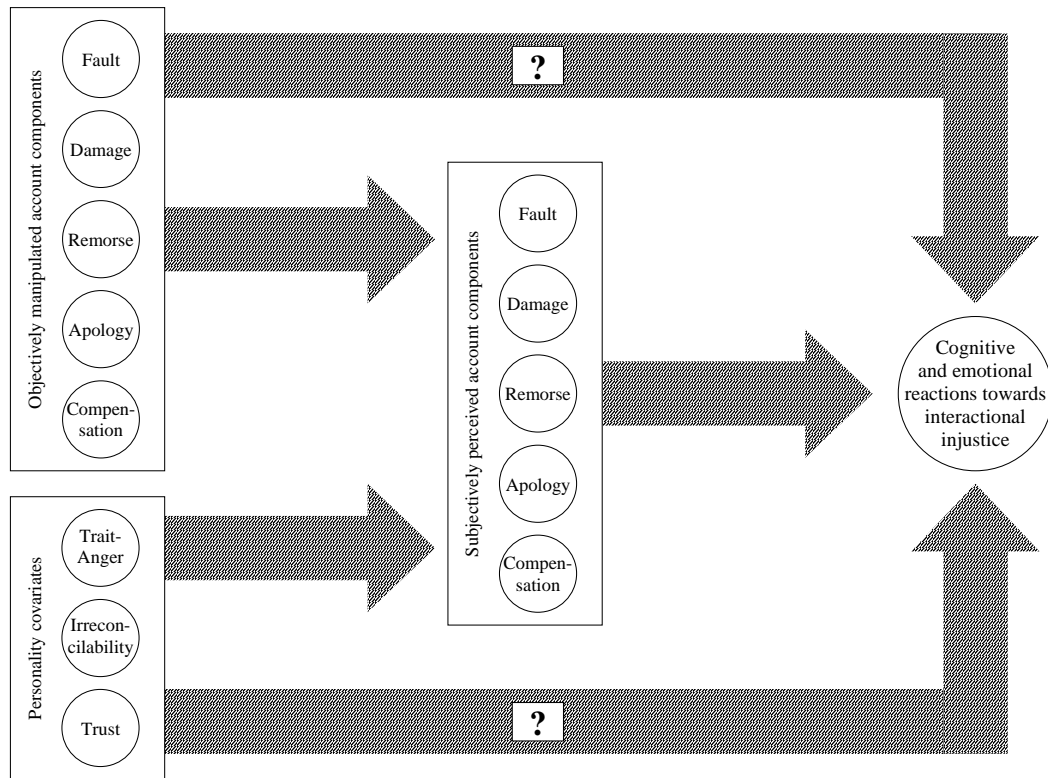 Objectively manipulated account components
Fault
Damage
Remorse
Apology
Compen-
sation
?
Subjectively perceived account components
Fault
Damage
Remorse
Apology
Compen-
sation
Cognitive
and emotional
reactions towards
interactional
injustice
Personality covariates
Trait-
Anger
Irrecon-
cilability
Trust
?